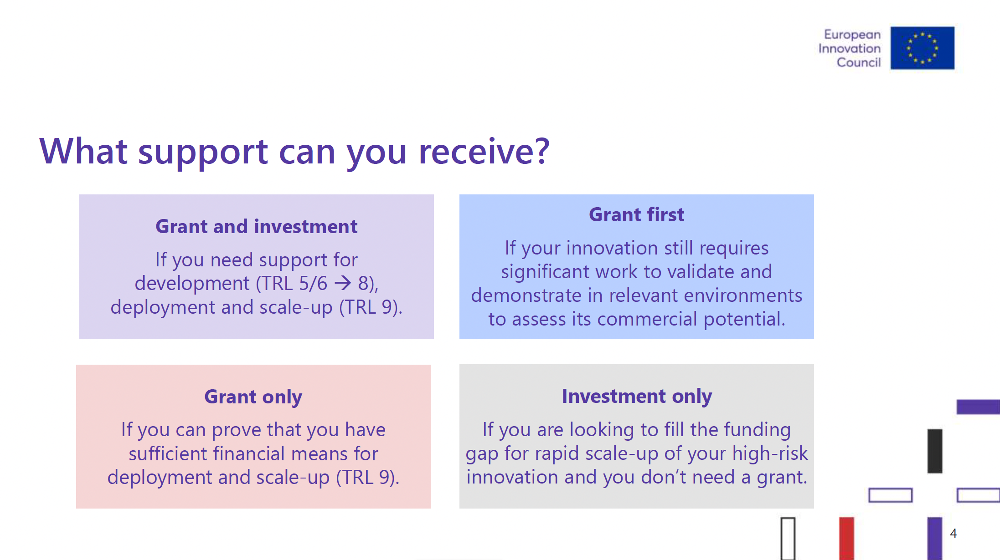 European
Innovation
Council
What support can you receive?
Grant and investment
If you need support for
development (TRL 5/6 → 8),
deployment and scale-up (TRL 9).
Grant first
If your innovation still requires
significant work to validate and
demonstrate in relevant environments
to assess its commercial potential.
Grant only
If you can prove that you have
sufficient financial means for
deployment and scale-up (TRL 9).
Investment only
If you are looking to fill the funding
gap for rapid scale-up of your high-risk
innovation and you don’t need a grant.
4